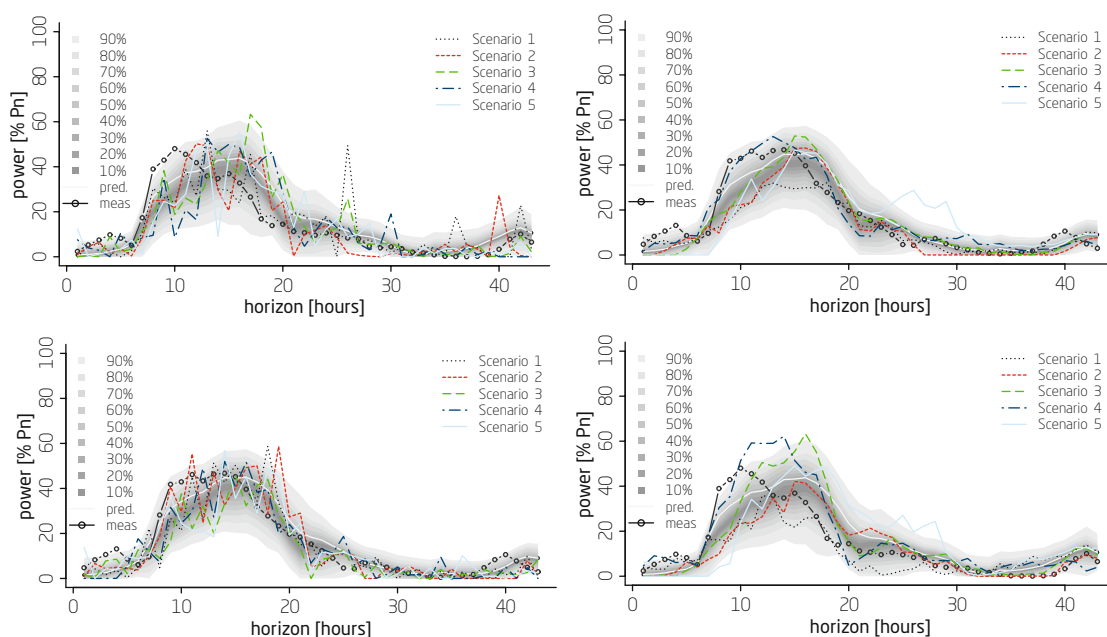 100
80
60
40
20
0
power [% Pn]
90%
80%
70%
60%
50%
40%
30%
20%
10%
pred.
meas
Scenario 1
Scenario 2
Scenario 3
Scenario 4
Scenario 5
0 10 20 30 40
horizon [hours]
100
80
60
40
20
0
power [% Pn]
90%
80%
70%
60%
50%
40%
30%
20%
10%
pred.
meas
Scenario 1
Scenario 2
Scenario 3
Scenario 4
Scenario 5
0 10 20 30 40
horizon [hours]
100
80
60
40
20
0
power [% Pn]
90%
80%
70%
60%
50%
40%
30%
20%
10%
pred.
meas
Scenario 1
Scenario 2
Scenario 3
Scenario 4
Scenario 5
0 10 20 30 40
horizon [hours]
100
80
60
40
20
0
power [% Pn]
90%
80%
70%
60%
50%
40%
30%
20%
10%
pred.
meas
Scenario 1
Scenario 2
Scenario 3
Scenario 4
Scenario 5
0 10 20 30 40
horizon [hours]